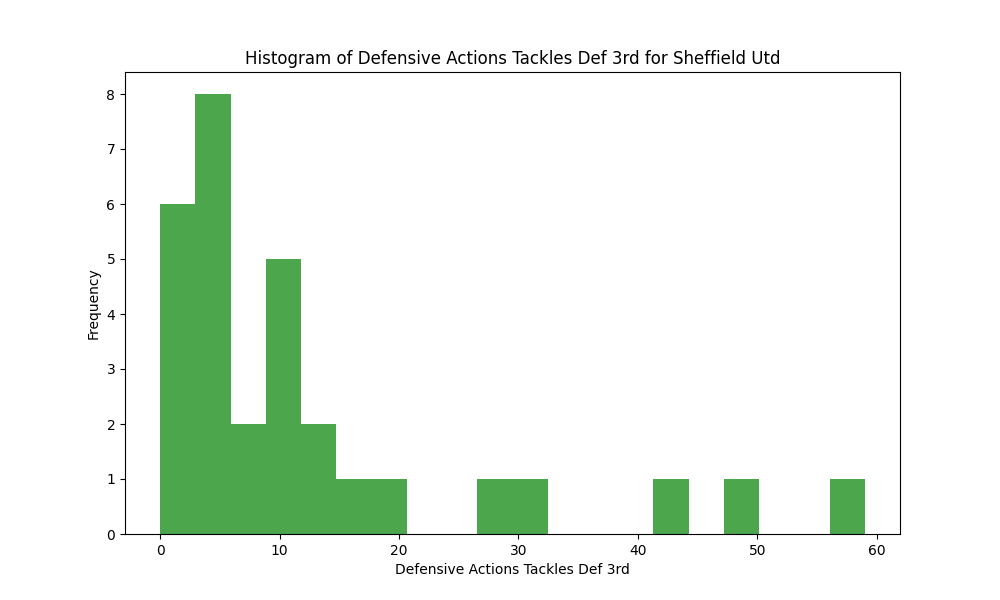 Histogram of Defensive Actions Tackles Def 3rd for Sheffield Utd
8
7
6
5
4
3
2
1
0
Frequency
0 10 20 30 40 50 60
Defensive Actions Tackles Def 3rd